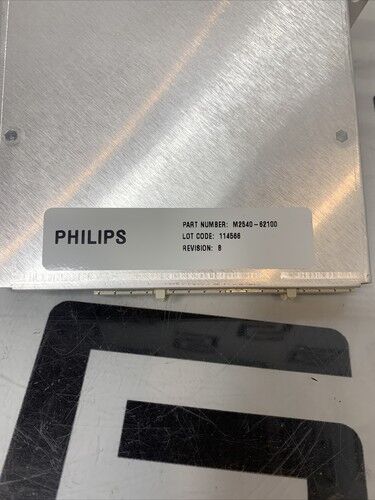 PHILIPS
PART NUMBER: M2540-62100
LOT CODE: 114566
REVISION: B